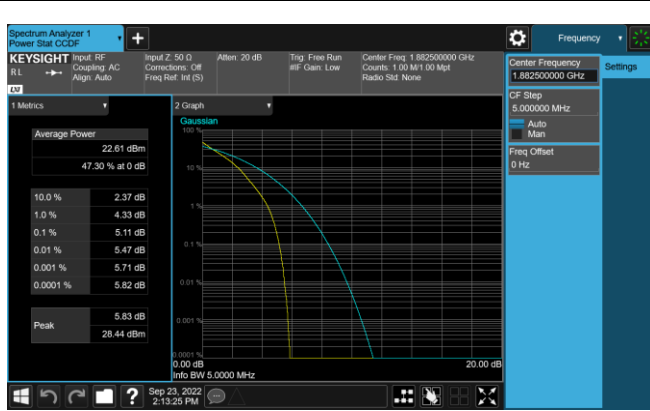 Spectrum Analyzer 1
Power Stat CCDF
Frequency
KEYSIGHT
RL
LXI
Input: RF
Coupling: AC
Align: Auto
Input Z: 50 Ω
Corrections: Off
Freq Ref: Int (S)
Atten: 20 dB
Trig: Free Run
#IF Gain: Low
Center Freq: 1.882500000 GHz
Counts: 1.00 M/1.00 Mpt
Radio Std: None
Center Frequency
1.882500000 GHz
Settings
CF Step
5.000000 MHz
Auto
Man
Freq Offset
0 Hz
1 Metrics
Average Power
22.61 dBm
47.30 % at 0 dB
10.0 % 2.37 dB
1.0 % 4.33 dB
0.1 % 5.11 dB
0.01 % 5.47 dB
0.001 % 5.71 dB
0.0001 % 5.82 dB
Peak
5.83 dB
28.44 dBm
2 Graph
Gaussian
100 %
10 %
1 %
0.1 %
0.01 %
0.001 %
0.0001 %
0.00 dB 20.00 dB
Info BW 5.0000 MHz
?
Sep 23, 2022
2:13:25 PM